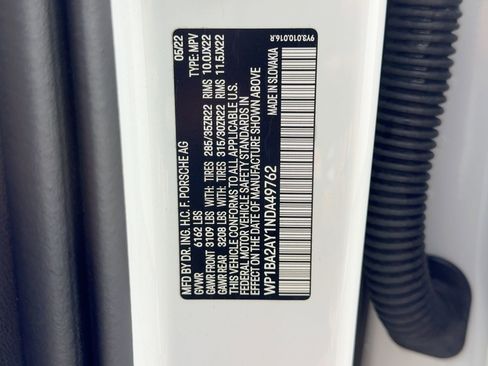 MFD BY DR. ING. H.C. F. PORSCHE AG 05/22
GVWR 6162 LBS TYPE: MPV
GAWR FRONT 3109 LBS WITH: TIRES 285/35ZR22 RIMS 10.0JX22
GAWR REAR 3208 LBS WITH: TIRES 315/30ZR22 RIMS 11.5JX22
THIS VEHICLE CONFORMS TO ALL APPLICABLE U.S.
FEDERAL MOTOR VEHICLE SAFETY STANDARDS IN EFFECT ON THE
DATE OF MANUFACTURE SHOWN ABOVE
WP1BA2AY1NDA49762 MADE IN SLOVAKIA
9Y3.010.016.R